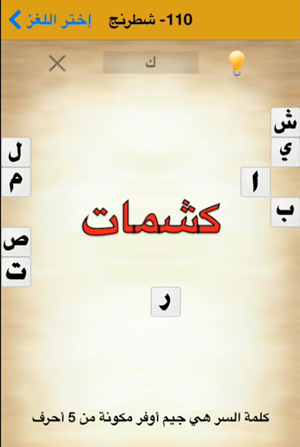 110- شطرنج
إختر اللغز
ك
ش
ي
ل
م
ا
ب
كشمات
ص
ت
ر
كلمة السر هي جيم أوفر مكونة من 5 أحرف